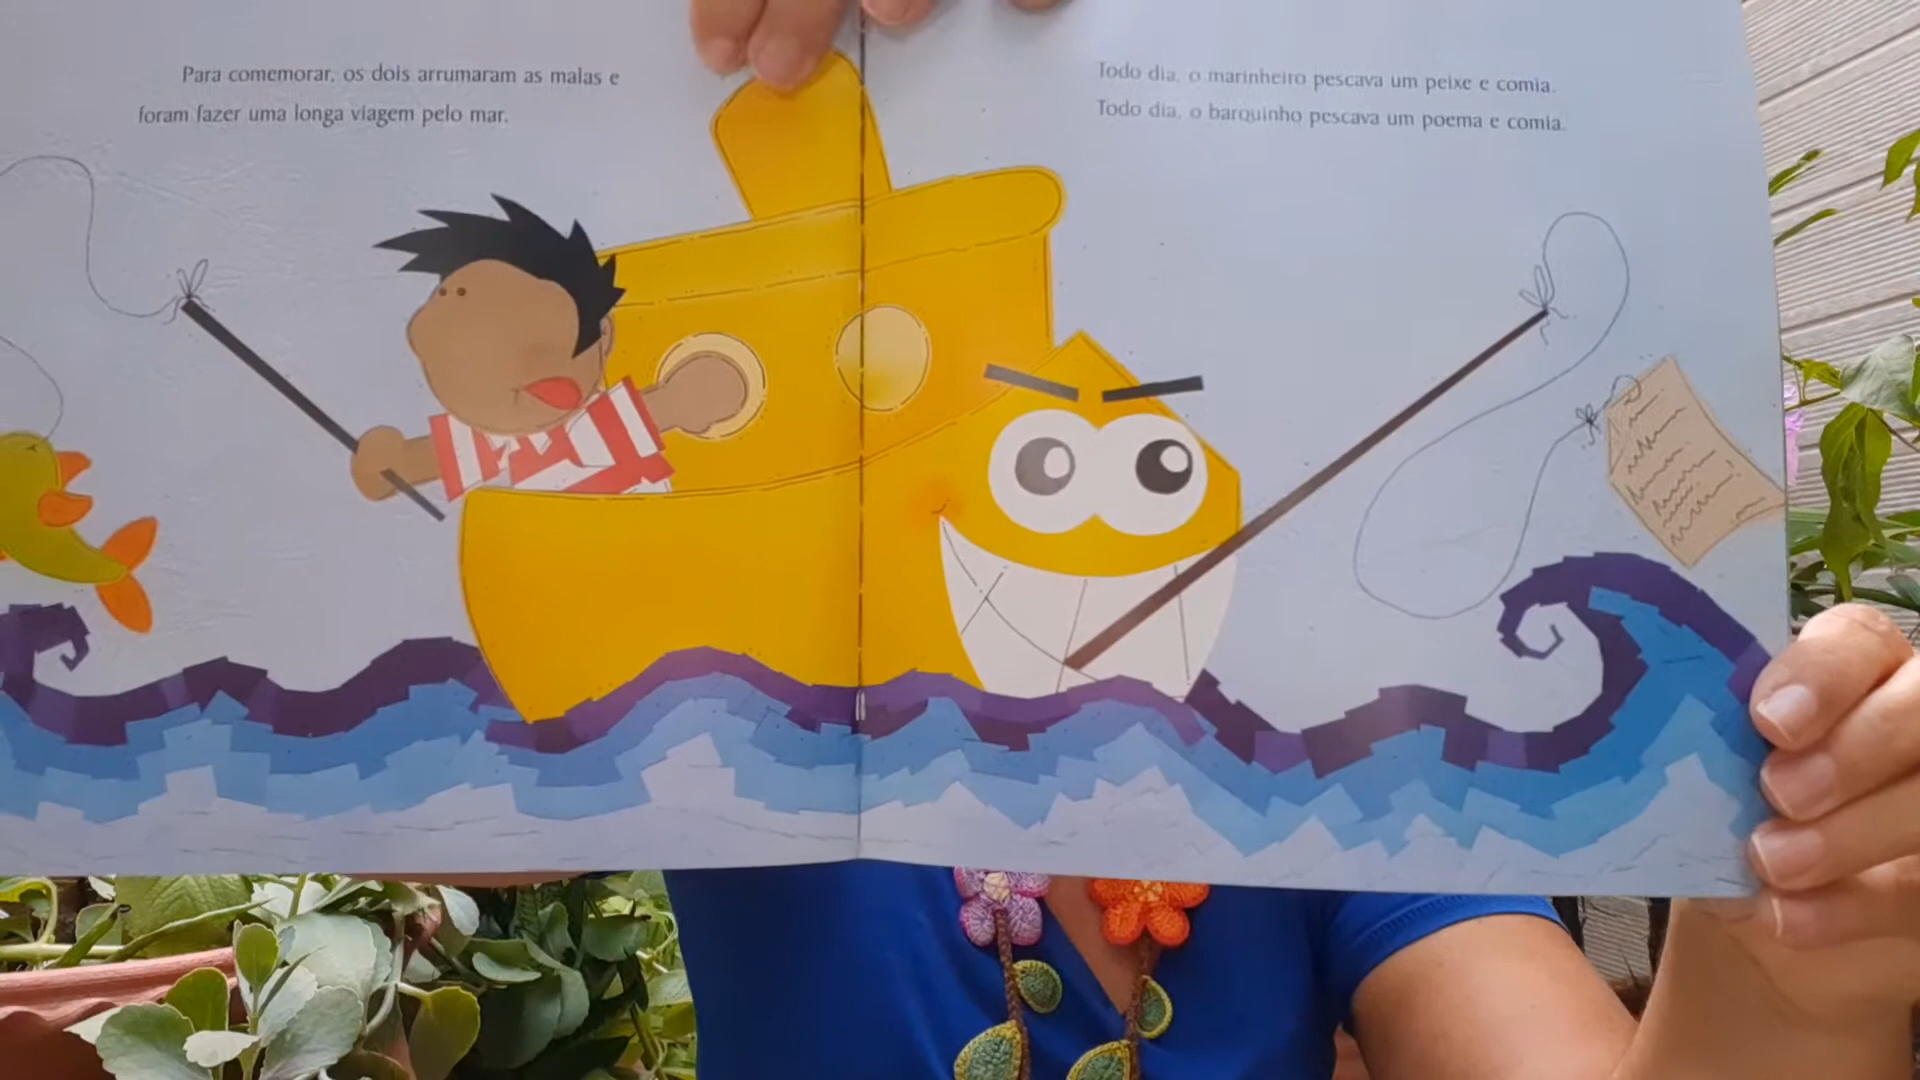 Para comemorar, os dois arrumaram as malas e
foram fazer uma longa viagem pelo mar.
Todo dia, o marinheiro pescava um peixe e comia.
Todo dia, o barquinho pescava um poema e comia.